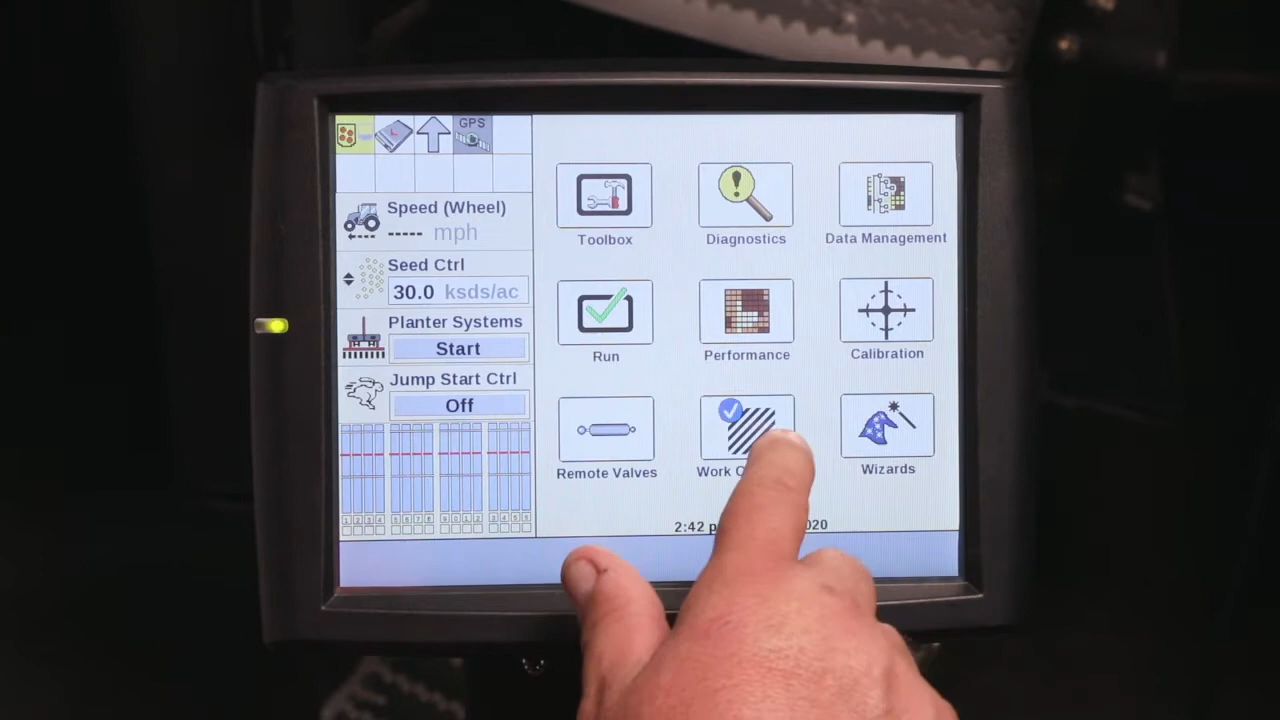 GPS
Speed (Wheel)
----- mph
Seed Ctrl
30.0 ksds/ac
Planter Systems
Start
Jump Start Ctrl
Off
Toolbox
Diagnostics
Data Management
Run
Performance
Calibration
Remote Valves
Work
Wizards
2:42